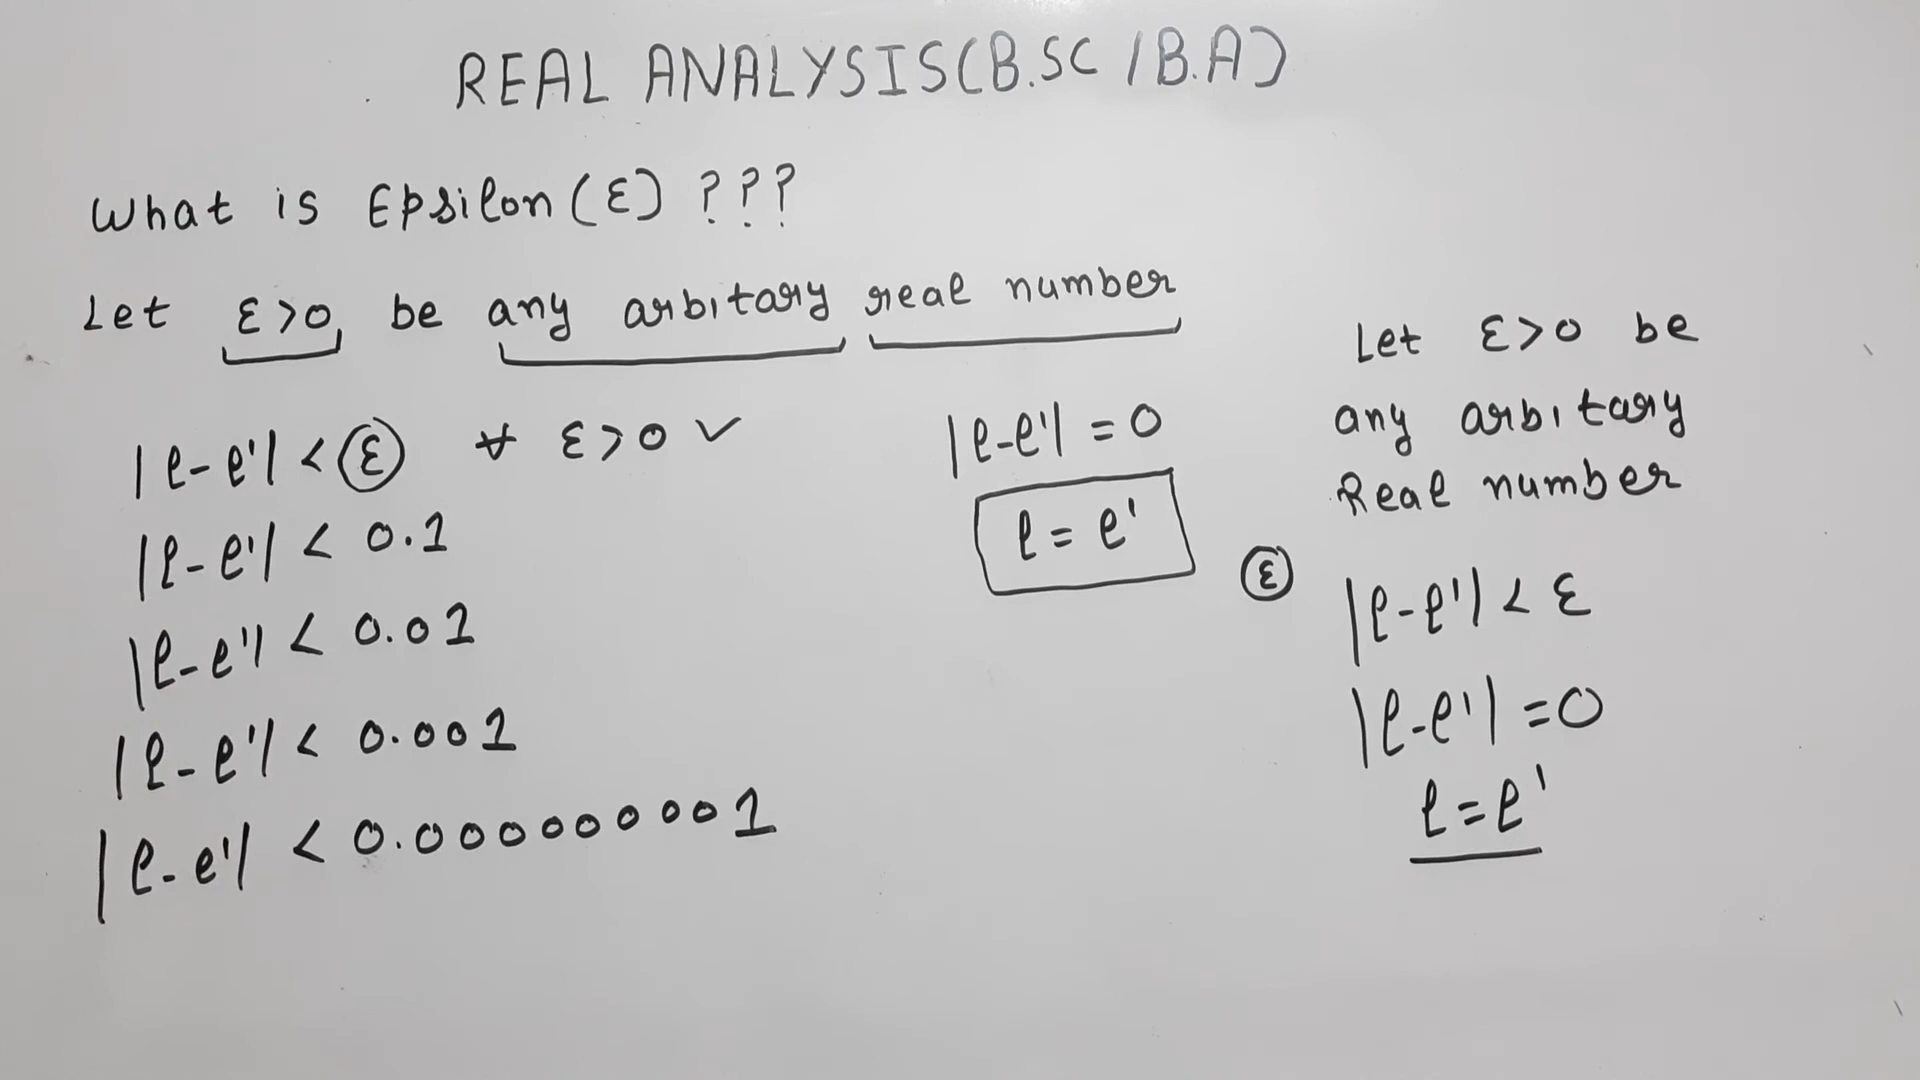 REAL ANALYSIS(B.SC / B.A)
What is Epsilon (ε) ???
Let ε>0, be any arbitary real number
|l-l'| < ε ∀ ε>0 ✓
|l-l'| < 0.1
|l-l'| < 0.01
|l-l'| < 0.001
|l-l'| < 0.000000001
|l-l'| = 0
l = l'
Let ε>0 be
any arbitary
Real number
ε
|l-l'| < ε
|l-l'| =0
l=l'